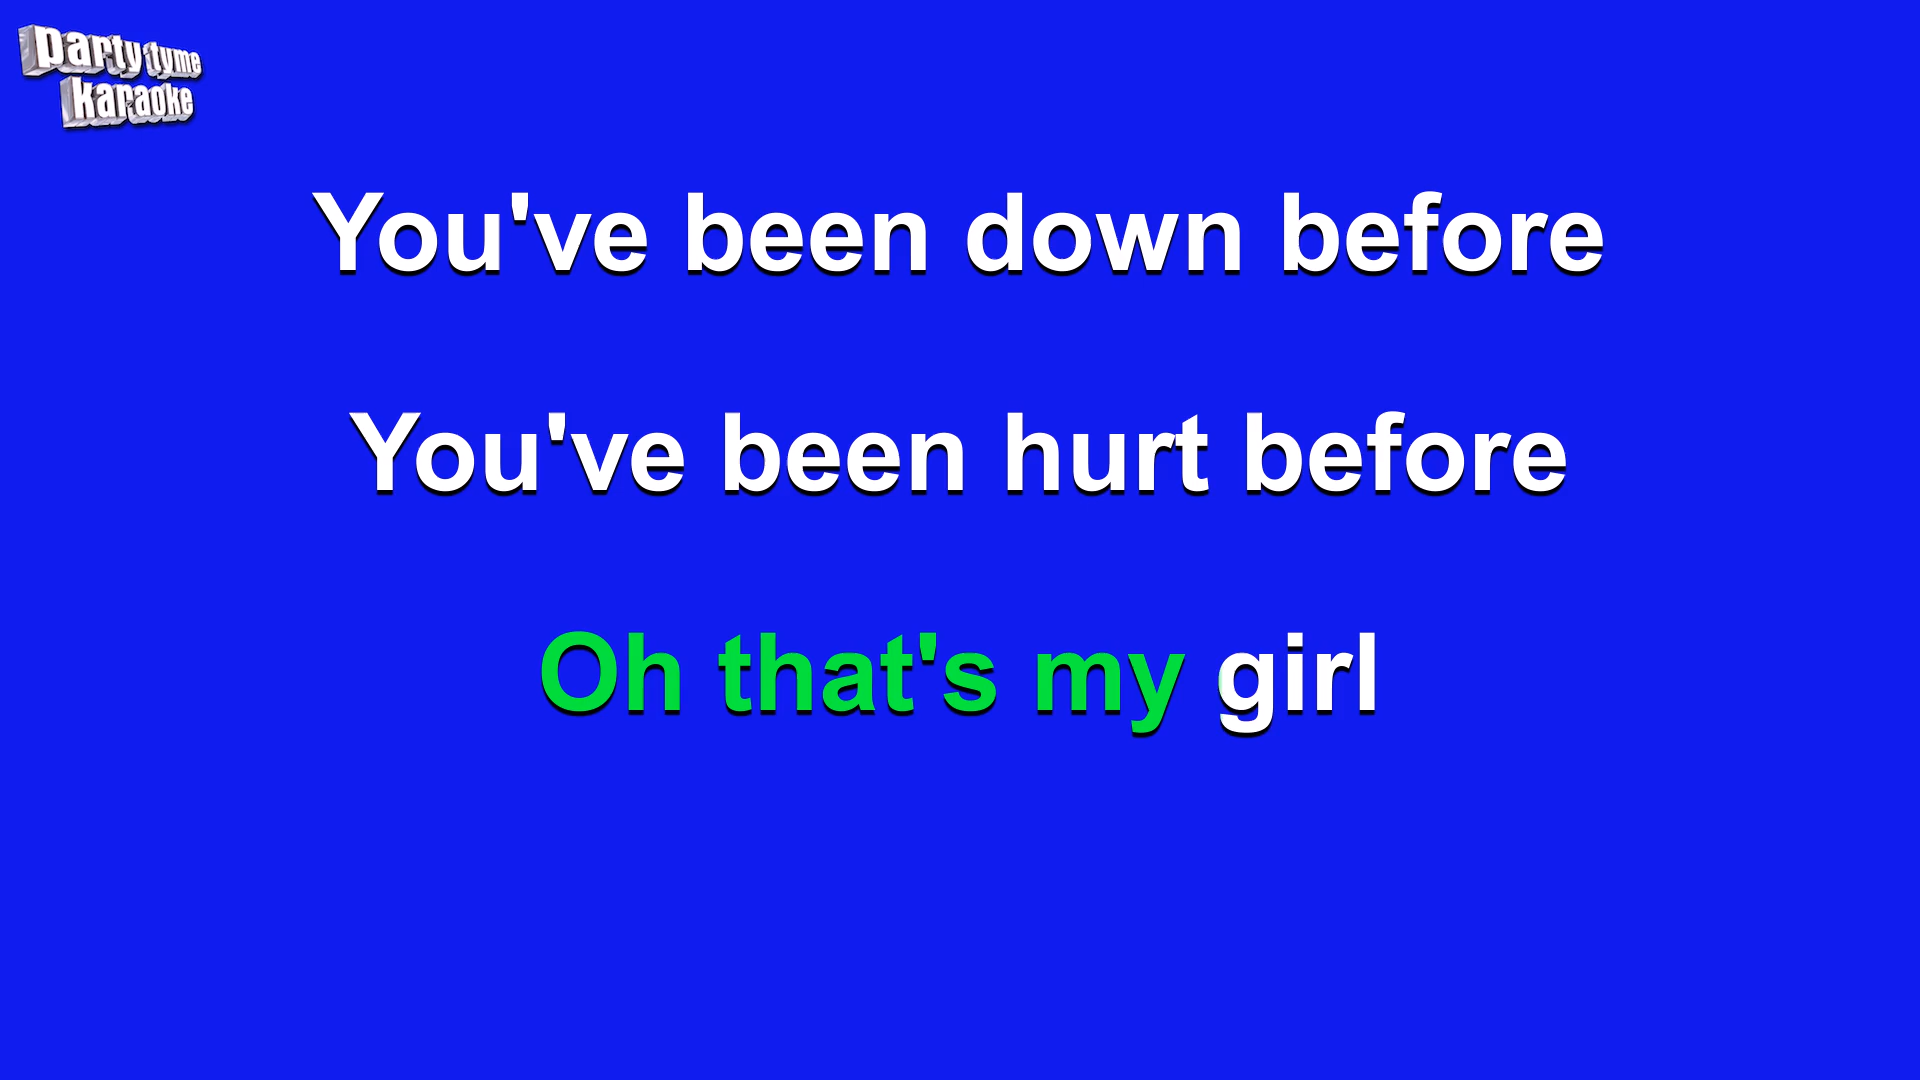 party tyme
karaoke
You've been down before
You've been hurt before
Oh that's my girl